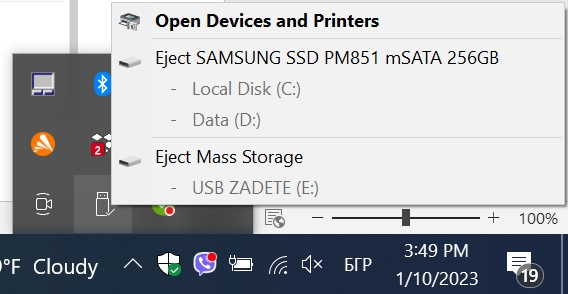 Open Devices and Printers
Eject SAMSUNG SSD PM851 mSATA 256GB
- Local Disk (C:)
- Data (D:)
Eject Mass Storage
- USB ZADETE (E:)
2
100%
°F Cloudy
БГР
3:49 PM
1/10/2023
19